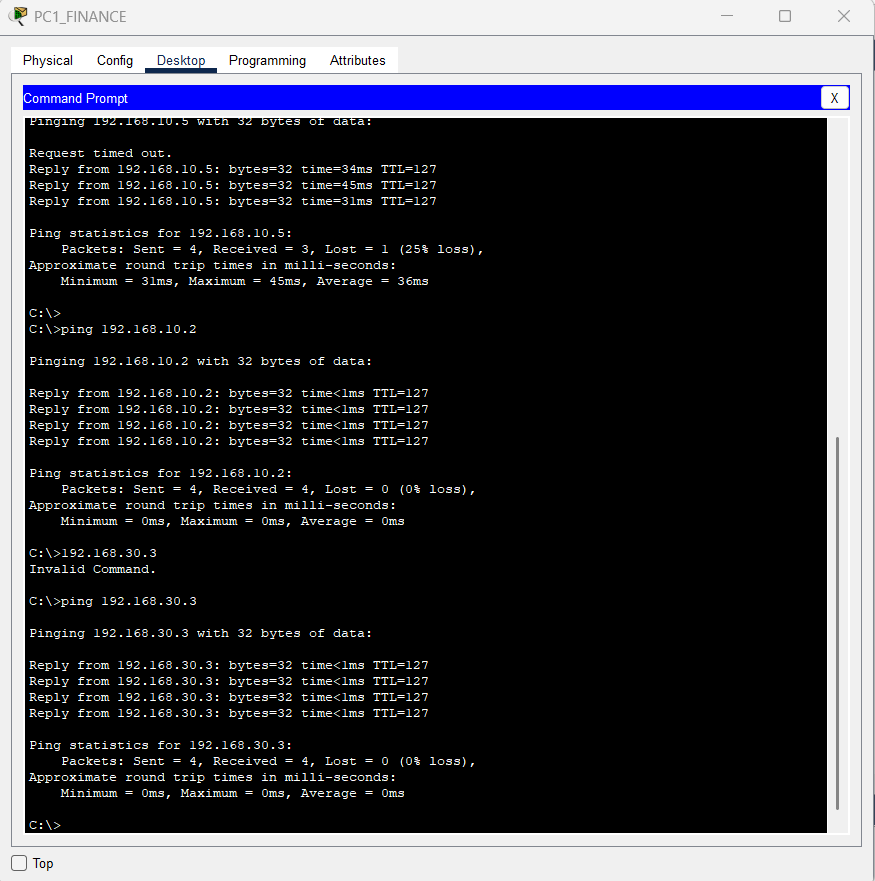 PC1_FINANCE
Physical Config Desktop Programming Attributes
Command Prompt X
Pinging 192.168.10.5 with 32 bytes of data:
Request timed out.
Reply from 192.168.10.5: bytes=32 time=34ms TTL=127
Reply from 192.168.10.5: bytes=32 time=45ms TTL=127
Reply from 192.168.10.5: bytes=32 time=31ms TTL=127
Ping statistics for 192.168.10.5:
Packets: Sent = 4, Received = 3, Lost = 1 (25% loss),
Approximate round trip times in milli-seconds:
Minimum = 31ms, Maximum = 45ms, Average = 36ms
C:\>
C:\>ping 192.168.10.2
Pinging 192.168.10.2 with 32 bytes of data:
Reply from 192.168.10.2: bytes=32 time<1ms TTL=127
Reply from 192.168.10.2: bytes=32 time<1ms TTL=127
Reply from 192.168.10.2: bytes=32 time<1ms TTL=127
Reply from 192.168.10.2: bytes=32 time<1ms TTL=127
Ping statistics for 192.168.10.2:
Packets: Sent = 4, Received = 4, Lost = 0 (0% loss),
Approximate round trip times in milli-seconds:
Minimum = 0ms, Maximum = 0ms, Average = 0ms
C:\>192.168.30.3
Invalid Command.
C:\>ping 192.168.30.3
Pinging 192.168.30.3 with 32 bytes of data:
Reply from 192.168.30.3: bytes=32 time<1ms TTL=127
Reply from 192.168.30.3: bytes=32 time<1ms TTL=127
Reply from 192.168.30.3: bytes=32 time<1ms TTL=127
Reply from 192.168.30.3: bytes=32 time<1ms TTL=127
Ping statistics for 192.168.30.3:
Packets: Sent = 4, Received = 4, Lost = 0 (0% loss),
Approximate round trip times in milli-seconds:
Minimum = 0ms, Maximum = 0ms, Average = 0ms
C:\>
Top